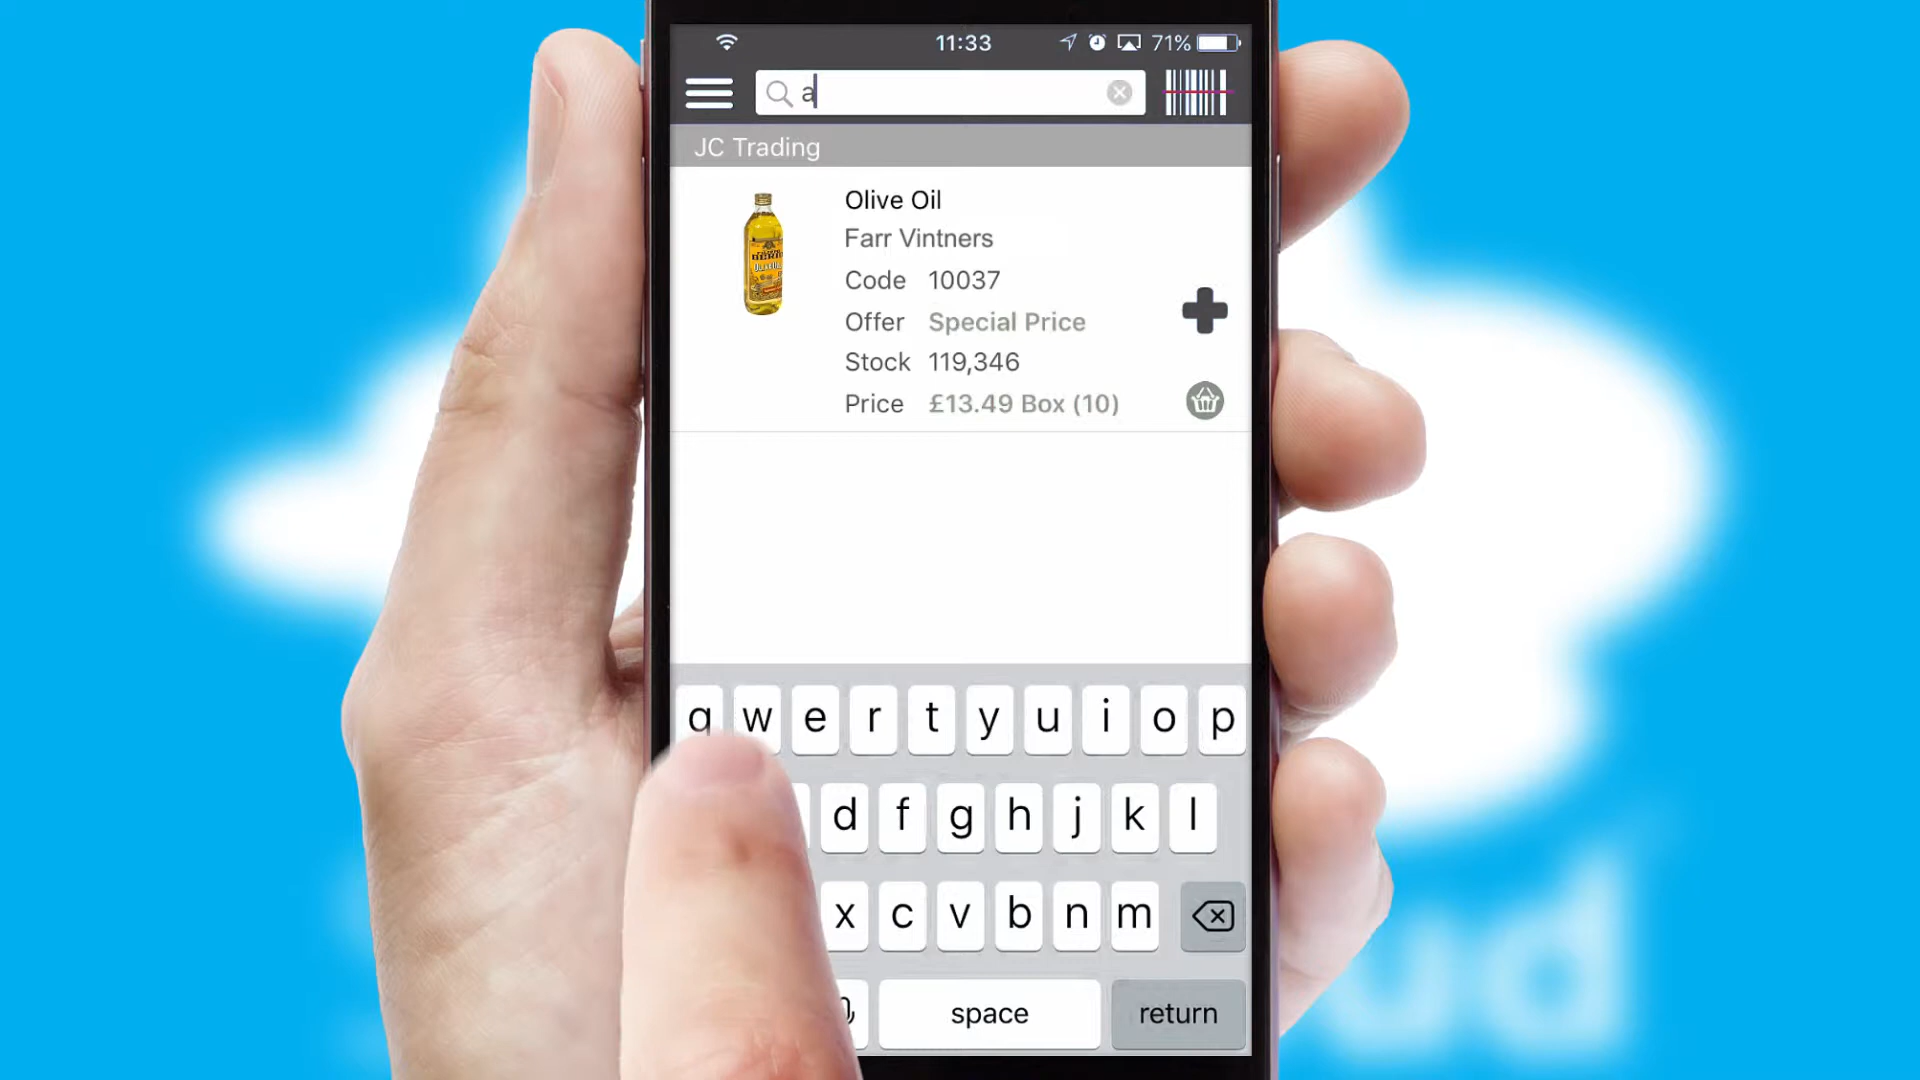 11:33 71%
a
JC Trading
Olive Oil
Farr Vintners
Code 10037
Offer Special Price
Stock 119,346
Price £13.49 Box (10)
q w e r t y u i o p
d f g h j k l
x c v b n m
space return
ud